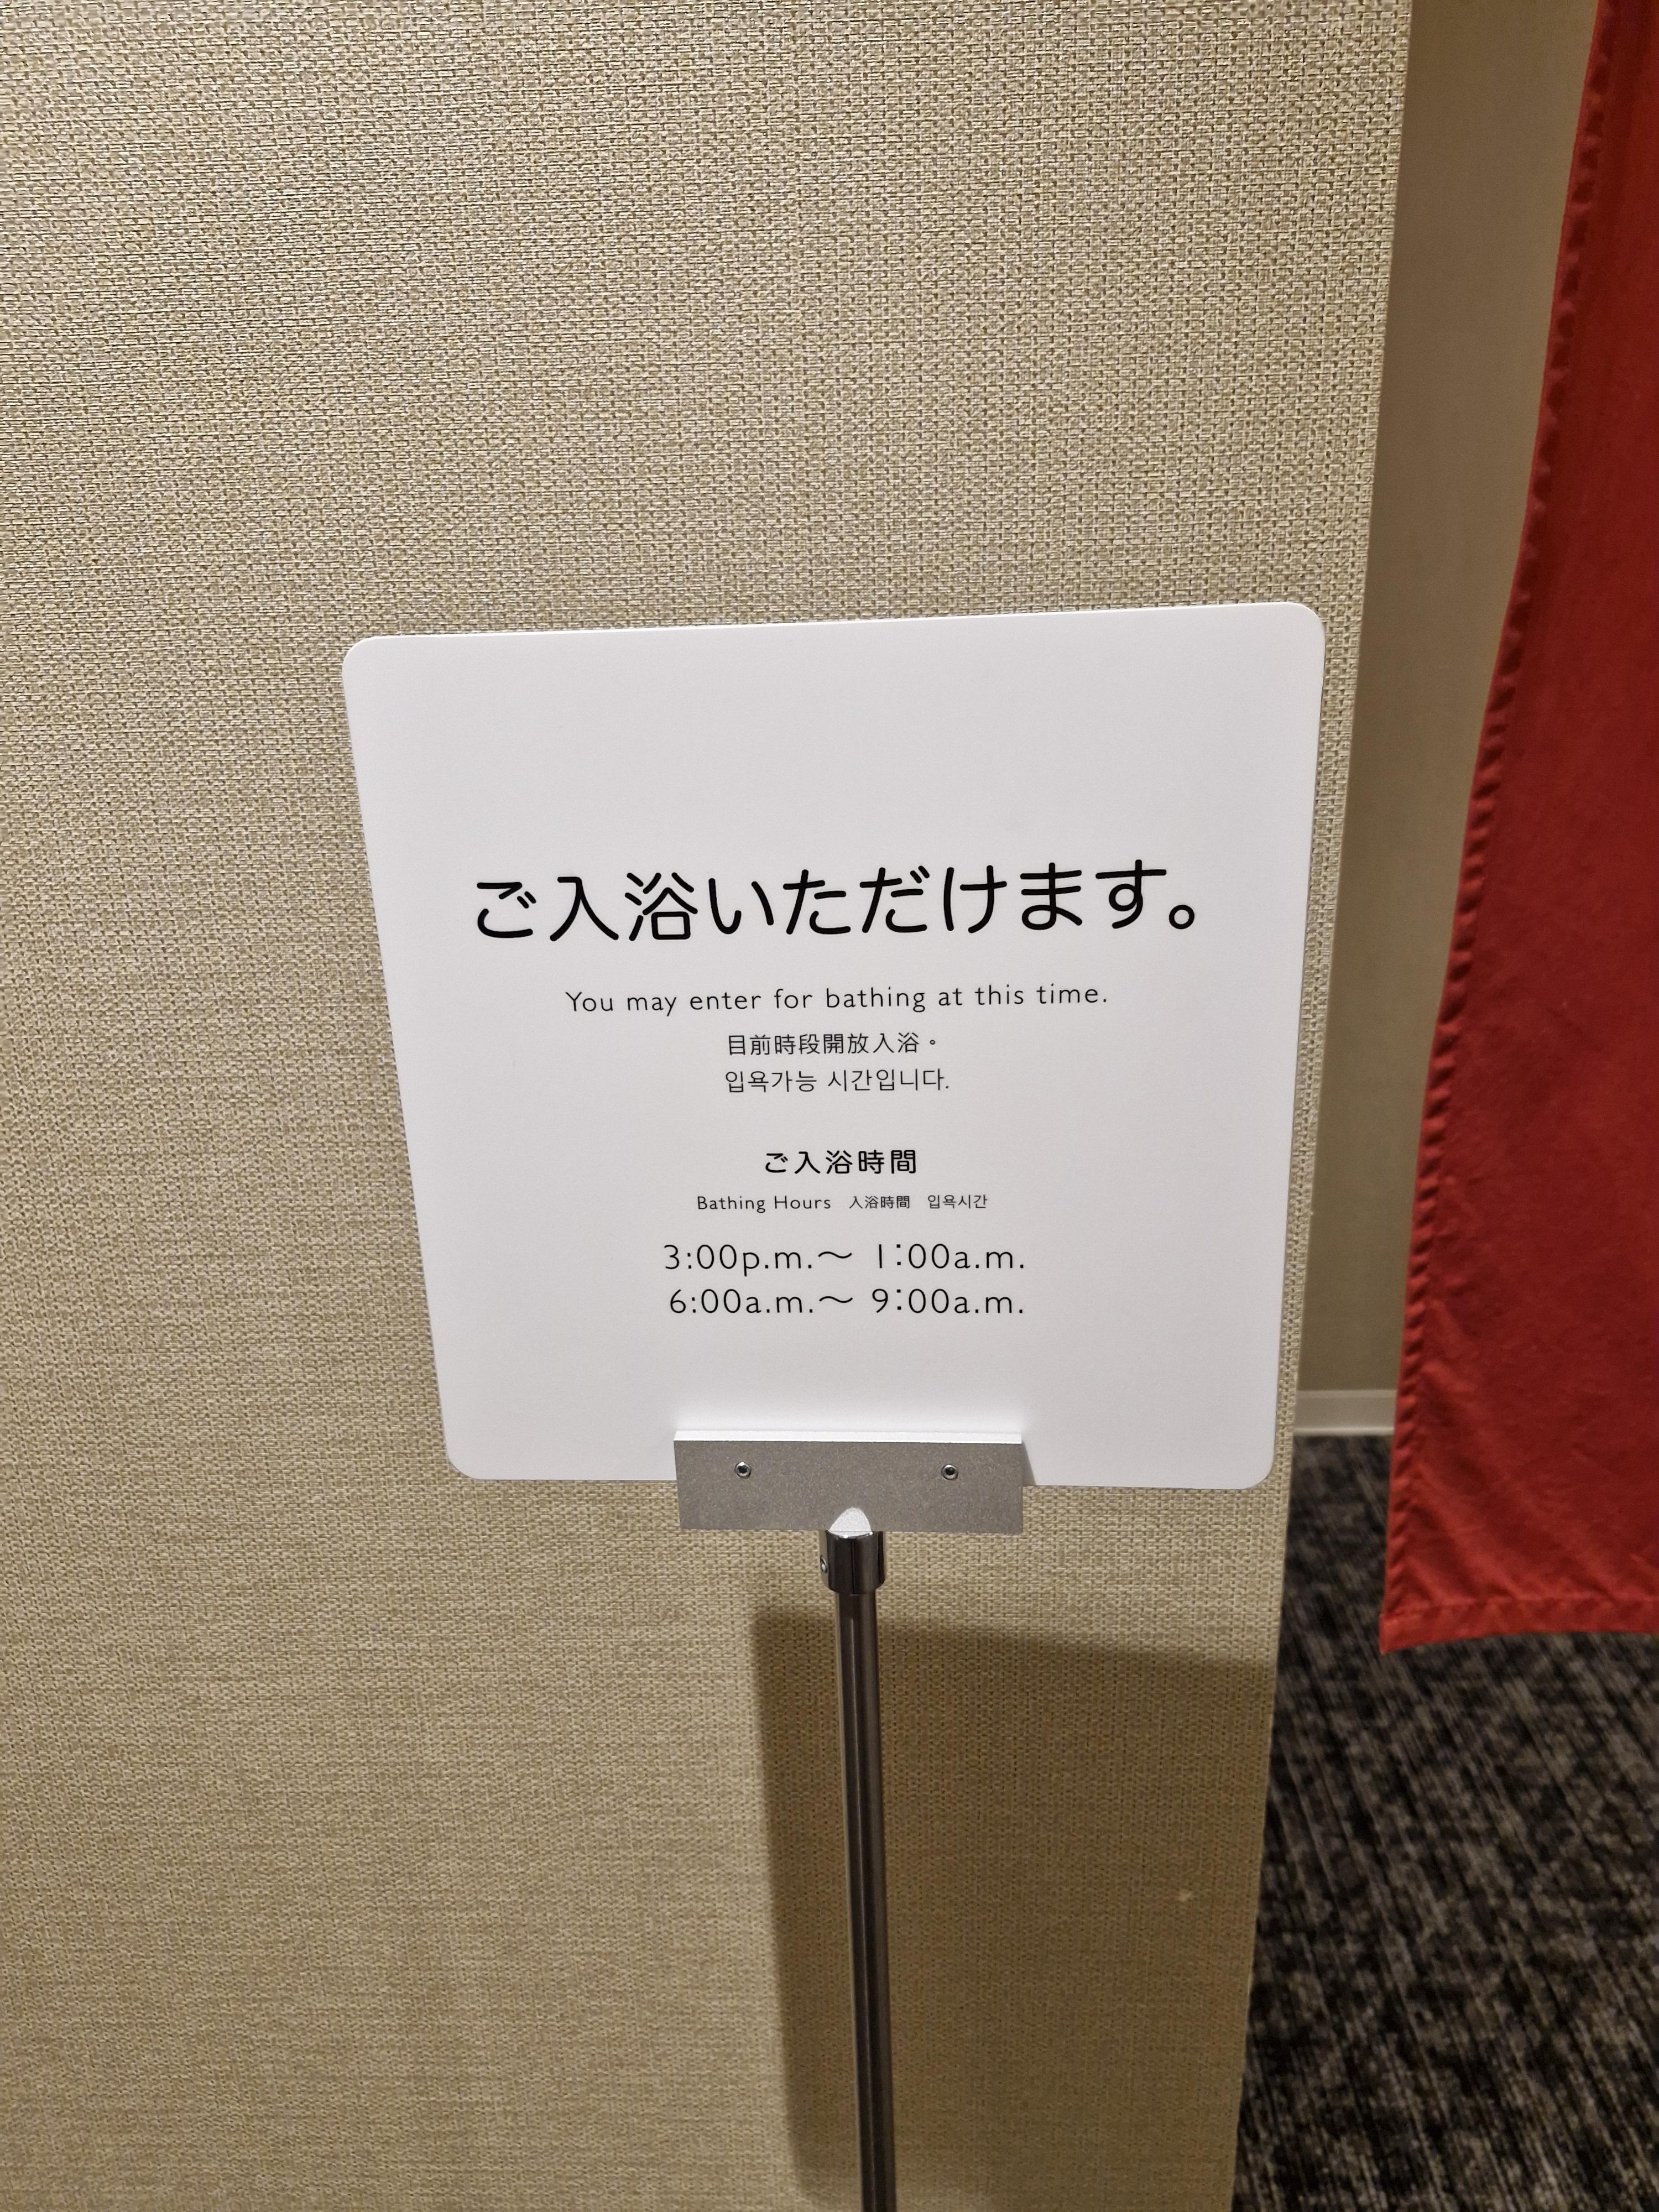 ご入浴いただけます。
You may enter for bathing at this time.
目前時段開放入浴。
입욕가능 시간입니다.
ご入浴時間
Bathing Hours 入浴時間 입욕시간
3:00p.m.～ 1:00a.m.
6:00a.m.～ 9:00a.m.